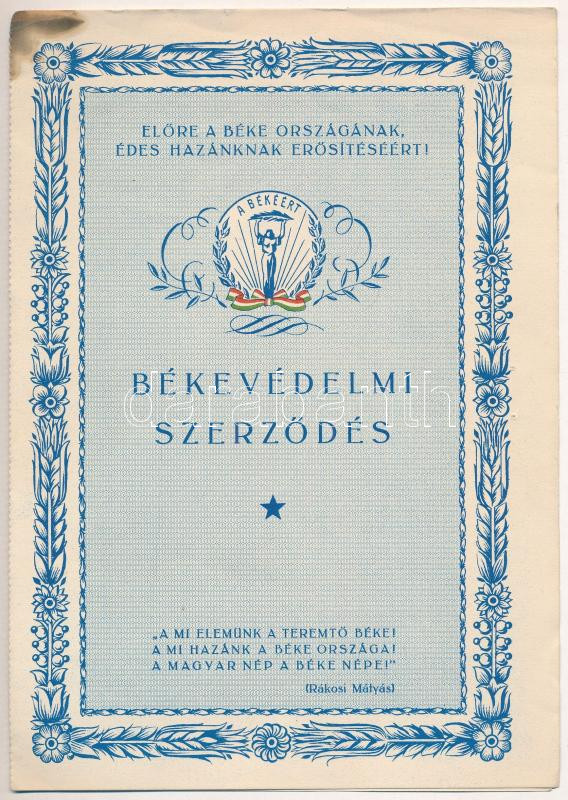 ELŐRE A BÉKE ORSZÁGÁNAK,
ÉDES HAZÁNKNAK ERŐSÍTÉSÉÉRT!
A BÉKÉÉRT
BÉKEVÉDELMI
SZERZŐDÉS
„A MI ELEMÜNK A TEREMTŐ BÉKE!
A MI HAZÁNK A BÉKE ORSZÁGA!
A MAGYAR NÉP A BÉKE NÉPE!"
(Rákosi Mátyás)
darabanth